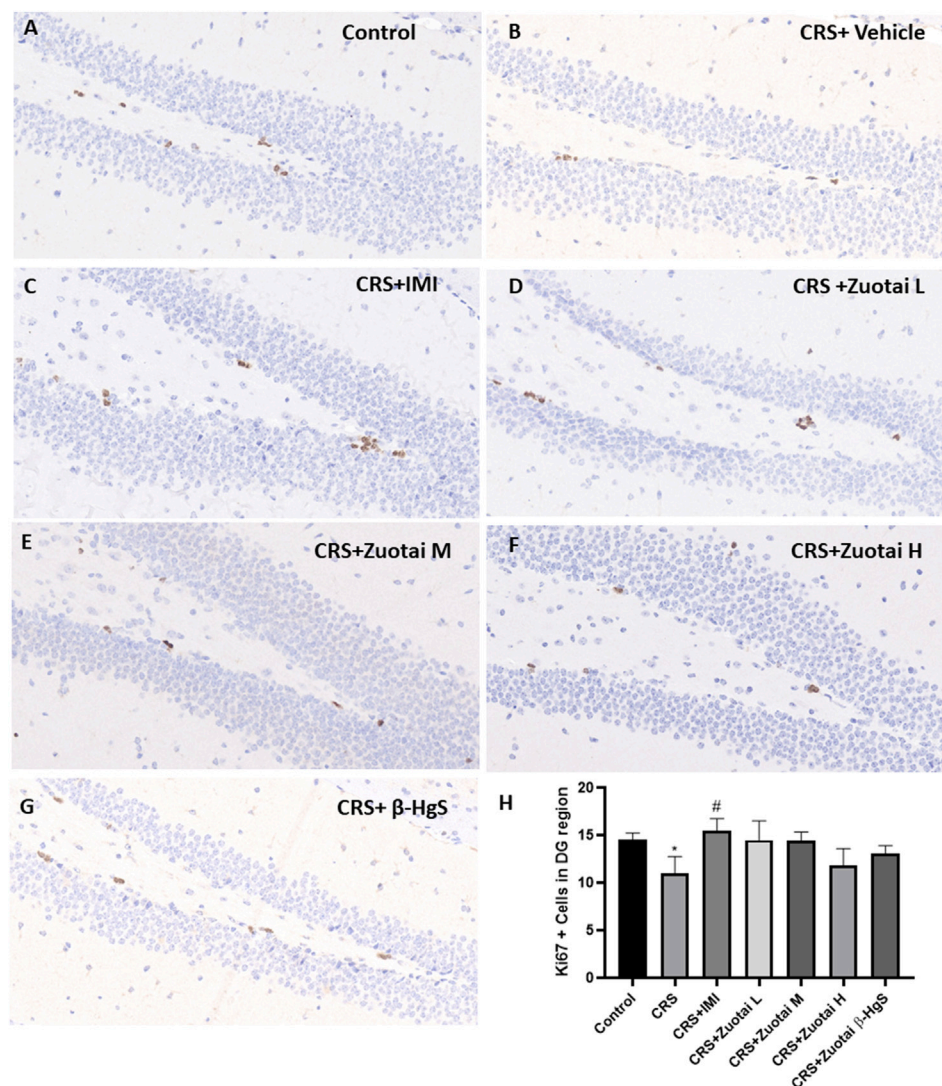 A
Control
B
CRS+ Vehicle
C
CRS+IMI
D
CRS +Zuotai L
E
CRS+Zuotai M
F
CRS+Zuotai H
G
CRS+ β-HgS
H
Ki67 + Cells in DG region
20
15
10
5
0
*
#
Control
CRS
CRS+IMI
CRS+Zuotai L
CRS+Zuotai M
CRS+Zuotai H
CRS+Zuotai β-HgS